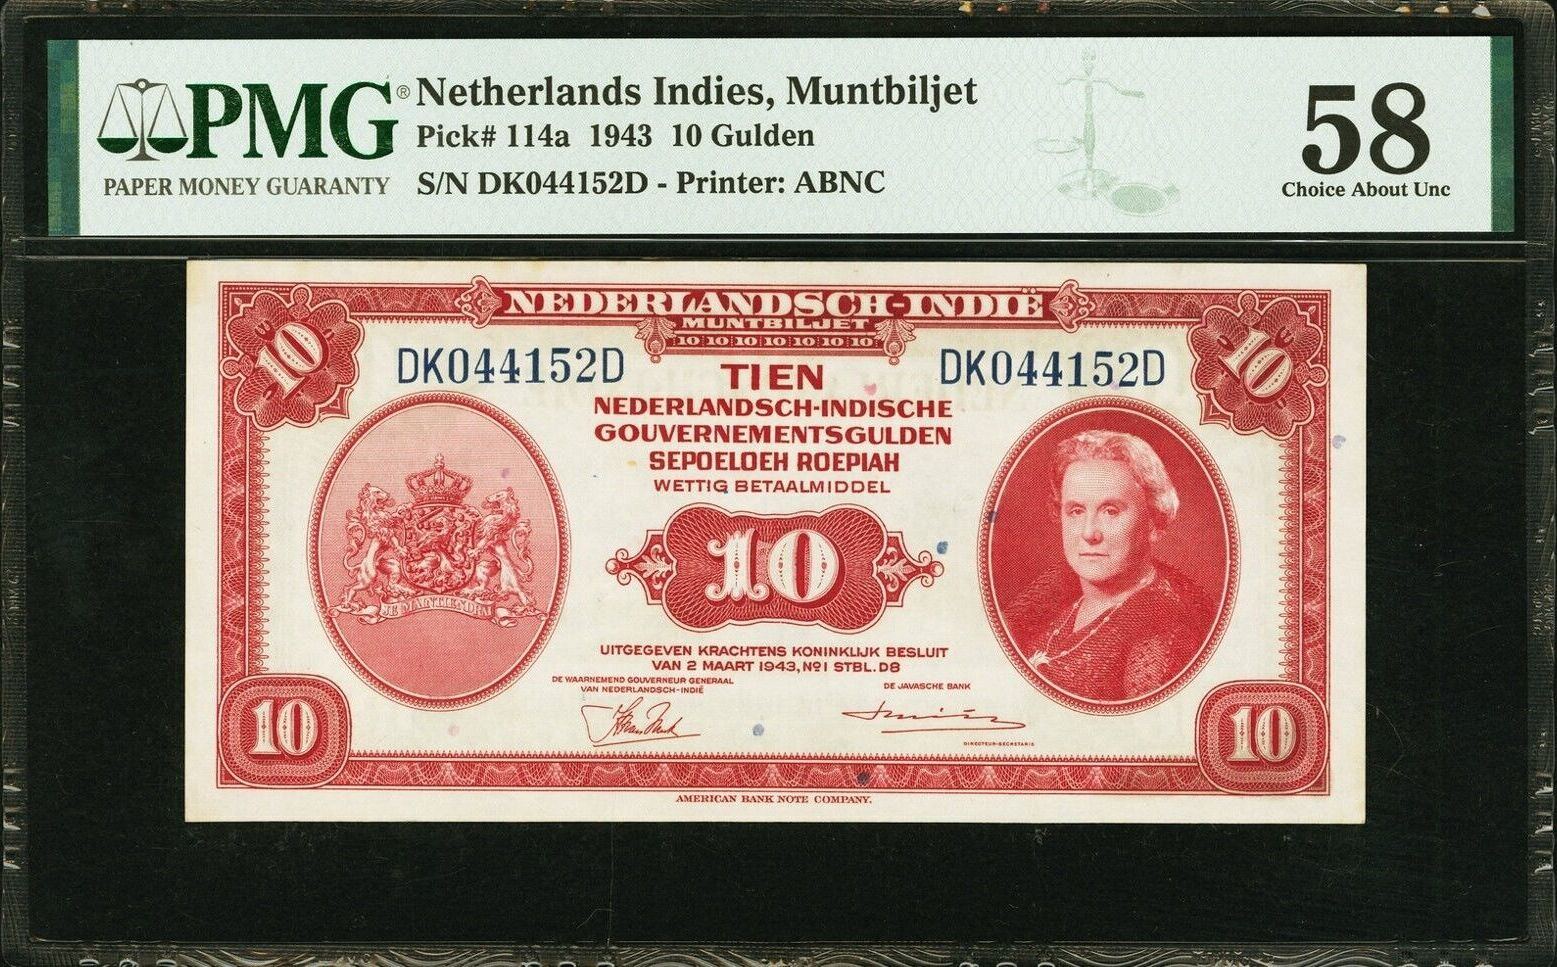 PMG®
PAPER MONEY GUARANTY
Netherlands Indies, Muntbiljet
Pick# 114a 1943 10 Gulden
S/N DK044152D - Printer: ABNC
58
Choice About Unc
NEDERLANDSCH-INDIË
MUNTBILJET
10 10 10 10 10 10 10
10
10
DK044152D
DK044152D
TIEN
NEDERLANDSCH-INDISCHE
GOUVERNEMENTSGULDEN
SEPOELOEH ROEPIAH
WETTIG BETAALMIDDEL
10
JE MAINTIENDRAI
UITGEGEVEN KRACHTENS KONINKLIJK BESLUIT
VAN 2 MAART 1943, Nº1 STBL. D8
DE WAARNEMEND GOUVERNEUR GENERAAL
VAN NEDERLANDSCH-INDIË
DE JAVASCHE BANK
DIRECTEUR-SECRETARIS
10
10
AMERICAN BANK NOTE COMPANY.